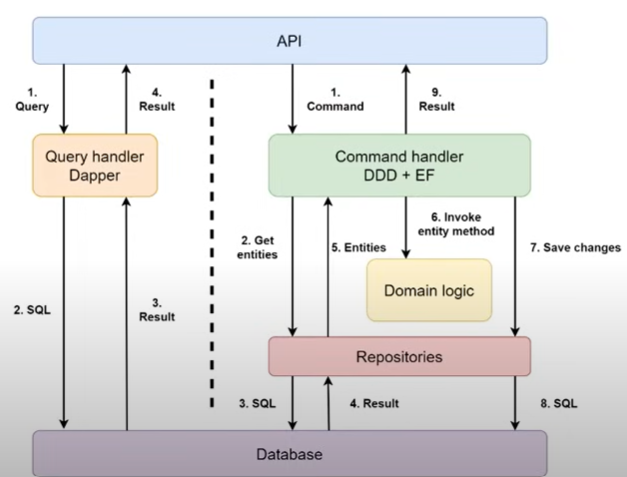 API
1.
Query
4.
Result
1.
Command
9.
Result
Query handler
Dapper
Command handler
DDD + EF
2. Get
entities
5. Entities
6. Invoke
entity method
7. Save changes
Domain logic
2. SQL
3.
Result
Repositories
3. SQL
4. Result
8. SQL
Database